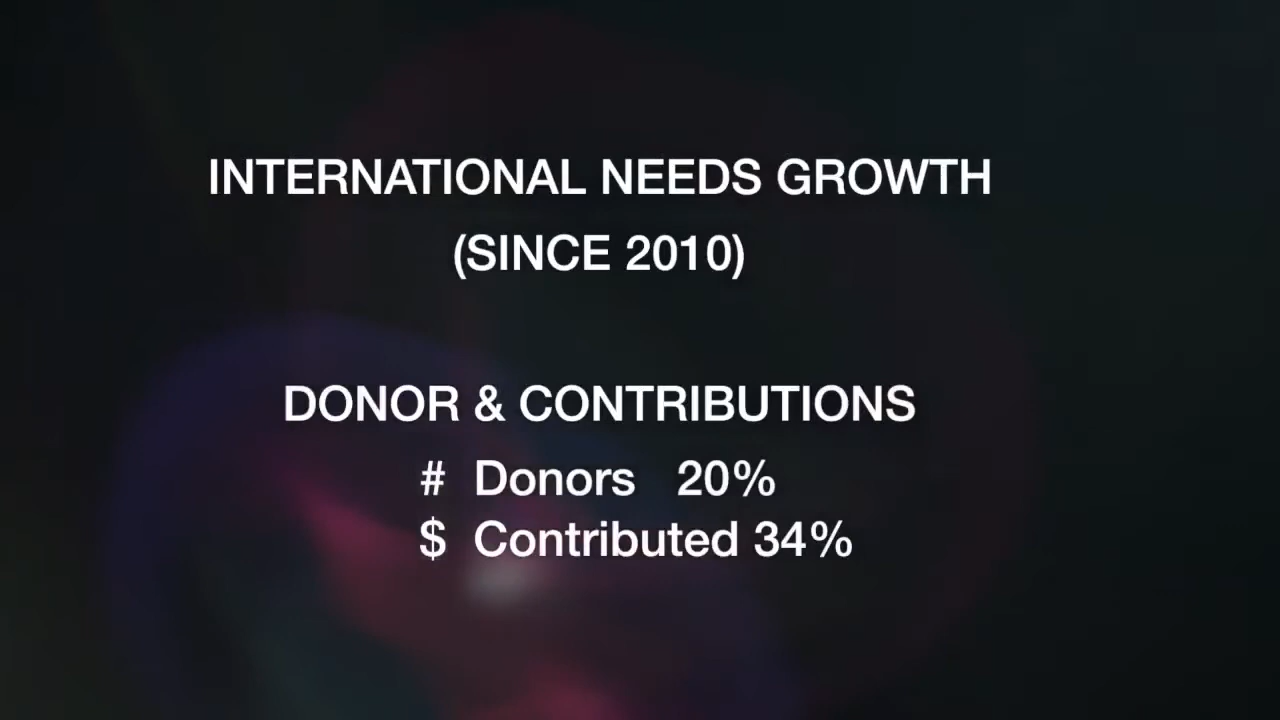 INTERNATIONAL NEEDS GROWTH
(SINCE 2010)
DONOR & CONTRIBUTIONS
# Donors 20%
$ Contributed 34%